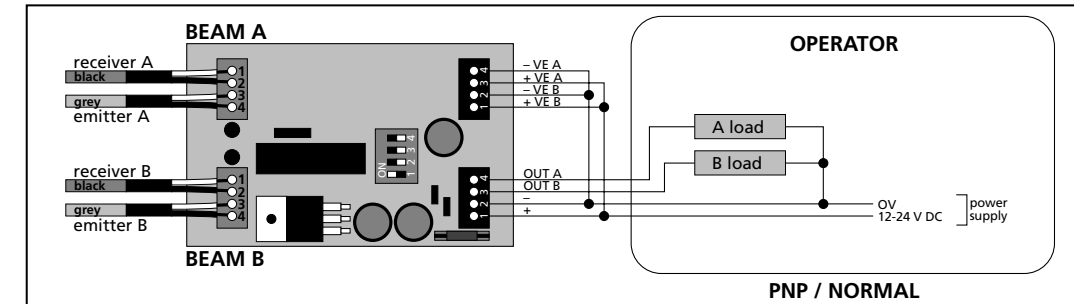 BEAM A
receiver A
black
grey
emitter A
1
2
3
4
4
3
2
1
– VE A
+ VE A
– VE B
+ VE B
ON
1 2 3 4
receiver B
black
grey
emitter B
1
2
3
4
4
3
2
1
OUT A
OUT B
–
+
BEAM B
OPERATOR
A load
B load
OV
12-24 V DC
power
supply
PNP / NORMAL